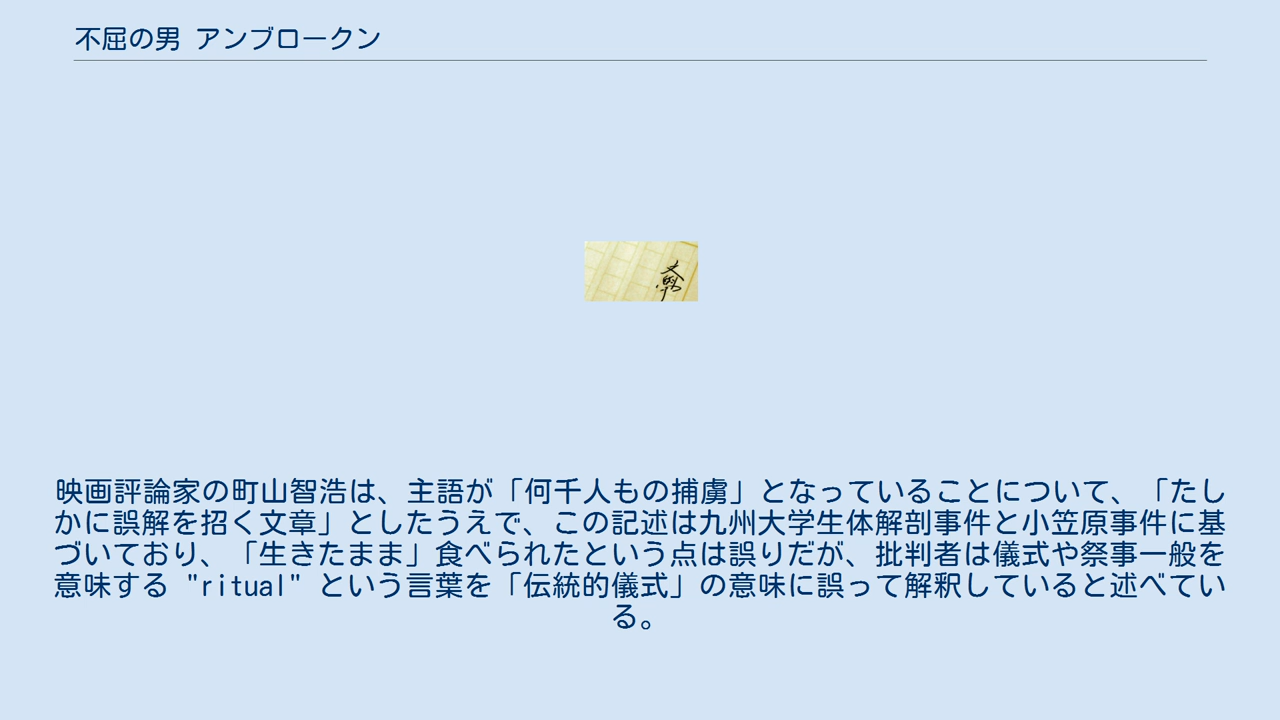 不屈の男 アンブロークン
映画評論家の町山智浩は、主語が「何千人もの捕虜」となっていることについて、「たし
かに誤解を招く文章」としたうえで、この記述は九州大学生体解剖事件と小笠原事件に基
づいており、「生きたまま」食べられたという点は誤りだが、批判者は儀式や祭事一般を
意味する "ritual" という言葉を「伝統的儀式」の意味に誤って解釈していると述べてい
る。